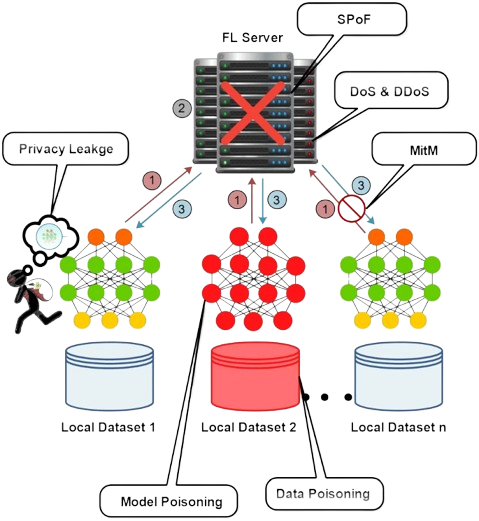 SPoF
FL Server
DoS & DDoS
2
Privacy Leakge
MitM
1
3
1
3
1
3
Local Dataset 1
Local Dataset 2
Local Dataset n
Model Poisoning
Data Poisoning